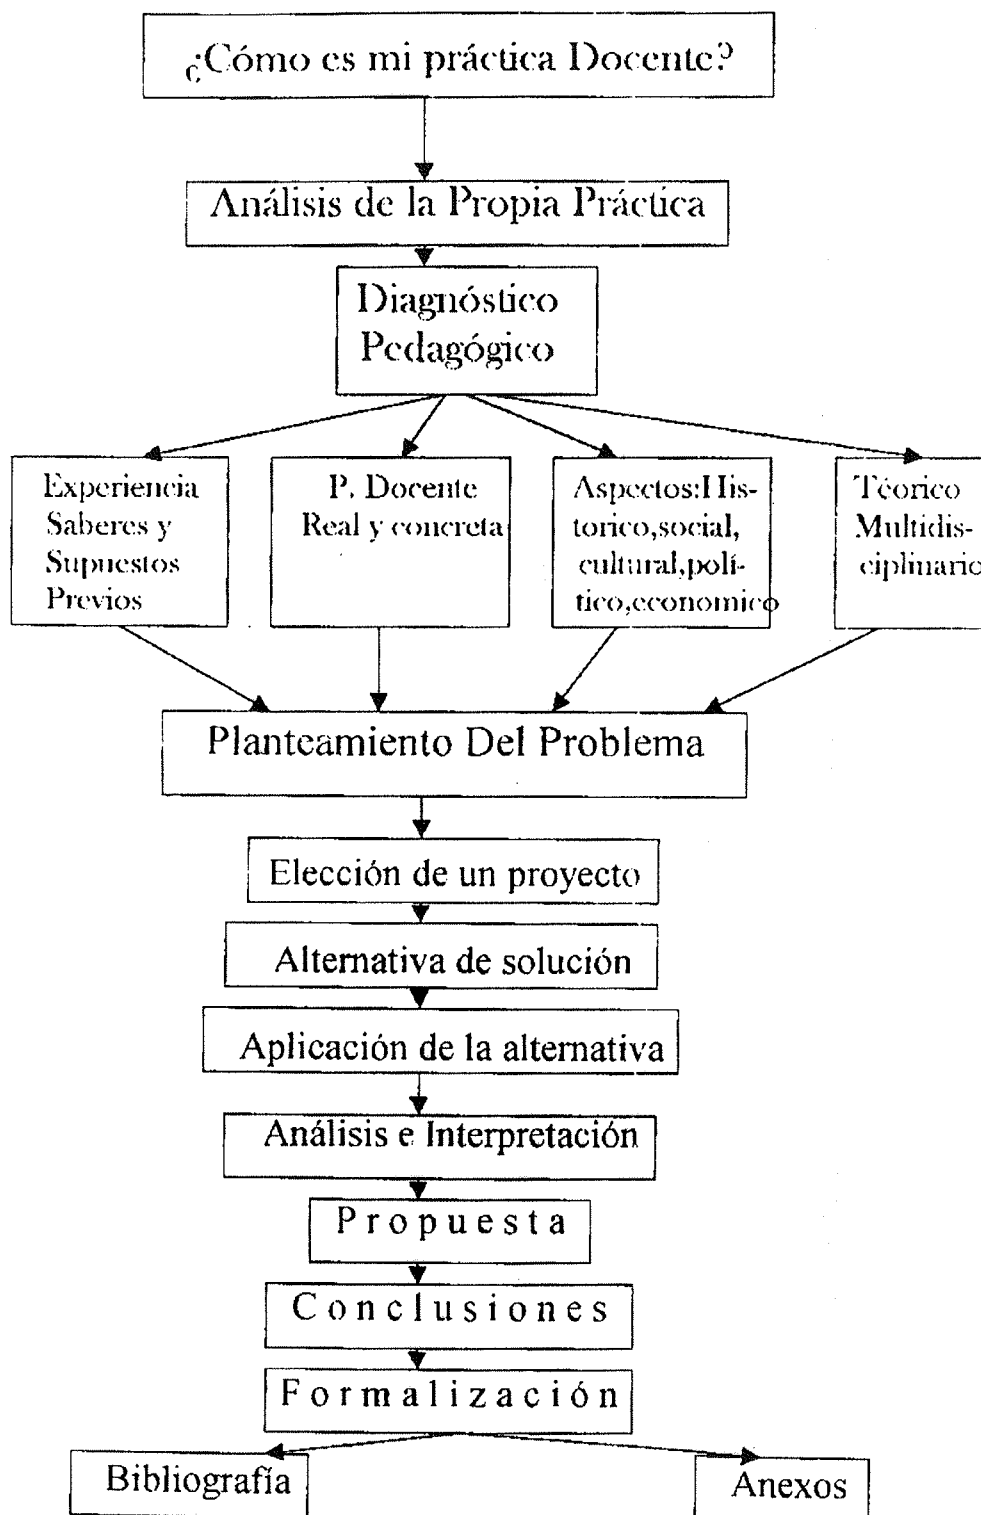 ¿Cómo es mi práctica Docente?
Análisis de la Propia Práctica
Diagnóstico
Pedagógico
Experiencia
Saberes y
Supuestos
Previos
P. Docente
Real y concreta
Aspectos:His-
torico,social,
cultural,polí-
tico,economico
Téorico
Multidis-
ciplinario
Planteamiento Del Problema
Elección de un proyecto
Alternativa de solución
Aplicación de la alternativa
Análisis e Interpretación
Propuesta
Conclusiones
Formalización
Bibliografía
Anexos